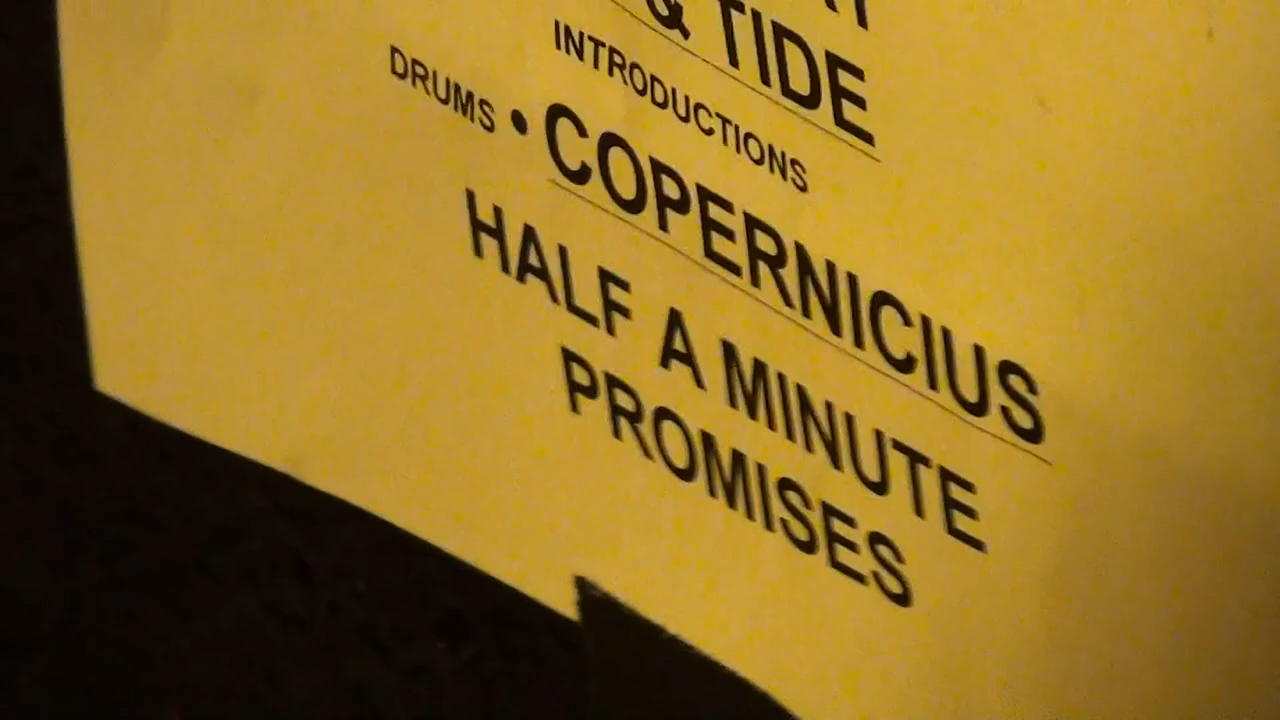 & TIDE
INTRODUCTIONS
DRUMS • COPERNICIUS
HALF A MINUTE
PROMISES